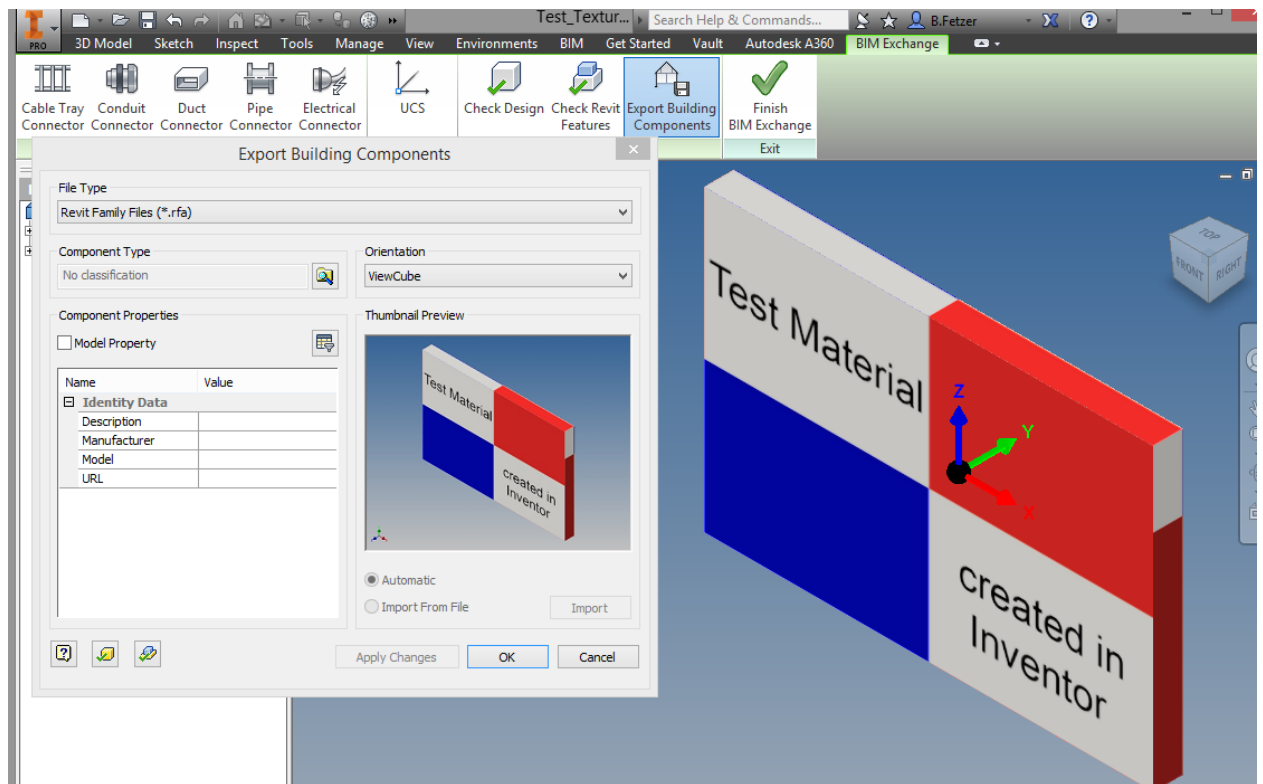 Test_Textur... Search Help & Commands... B.Fetzer
PRO 3D Model Sketch Inspect Tools Manage View Environments BIM Get Started Vault Autodesk A360 BIM Exchange
Cable Tray Conduit Duct Pipe Electrical UCS Check Design Check Revit Export Building Finish
Connector Connector Connector Connector Connector Features Components BIM Exchange
Exit
Export Building Components
File Type
Revit Family Files (*.rfa)
Component Type Orientation
No classification ViewCube
Component Properties Thumbnail Preview
Model Property
Name Value
Identity Data
Description
Manufacturer
Model
URL
Test Material
created in
Inventor
Automatic
Import From File Import
Apply Changes OK Cancel
TOP
FRONT RIGHT
Test Material
Z
Y
X
created in
Inventor